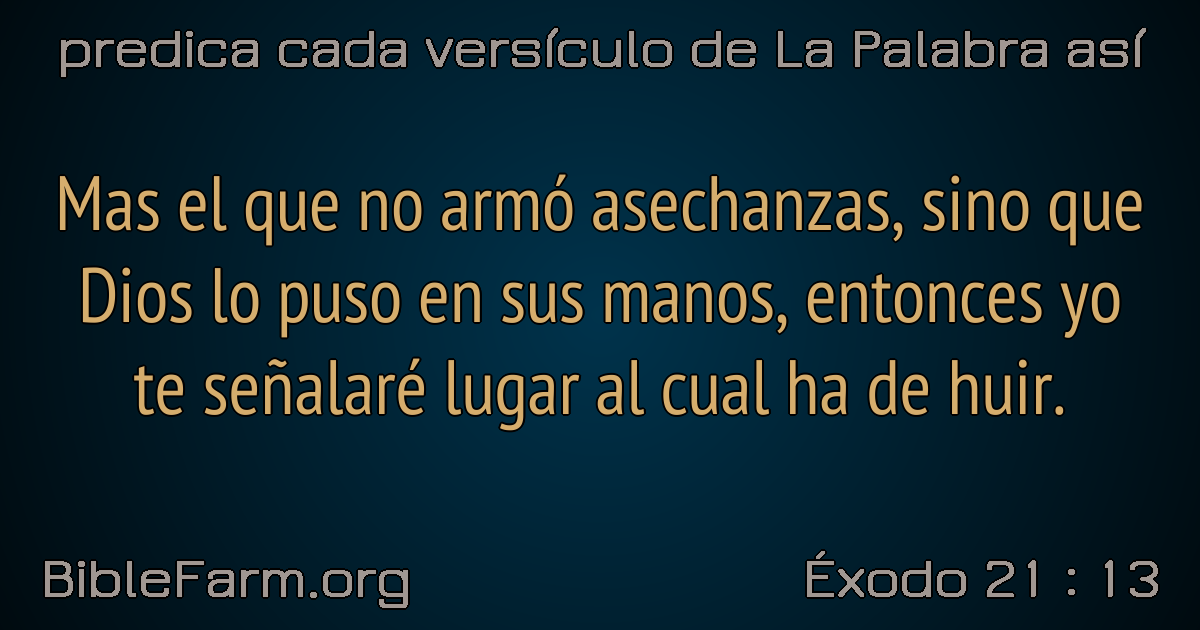 predica cada versículo de La Palabra así
Mas el que no armó asechanzas, sino que
Dios lo puso en sus manos, entonces yo
te señalaré lugar al cual ha de huir.
BibleFarm.org
Éxodo 21 : 13